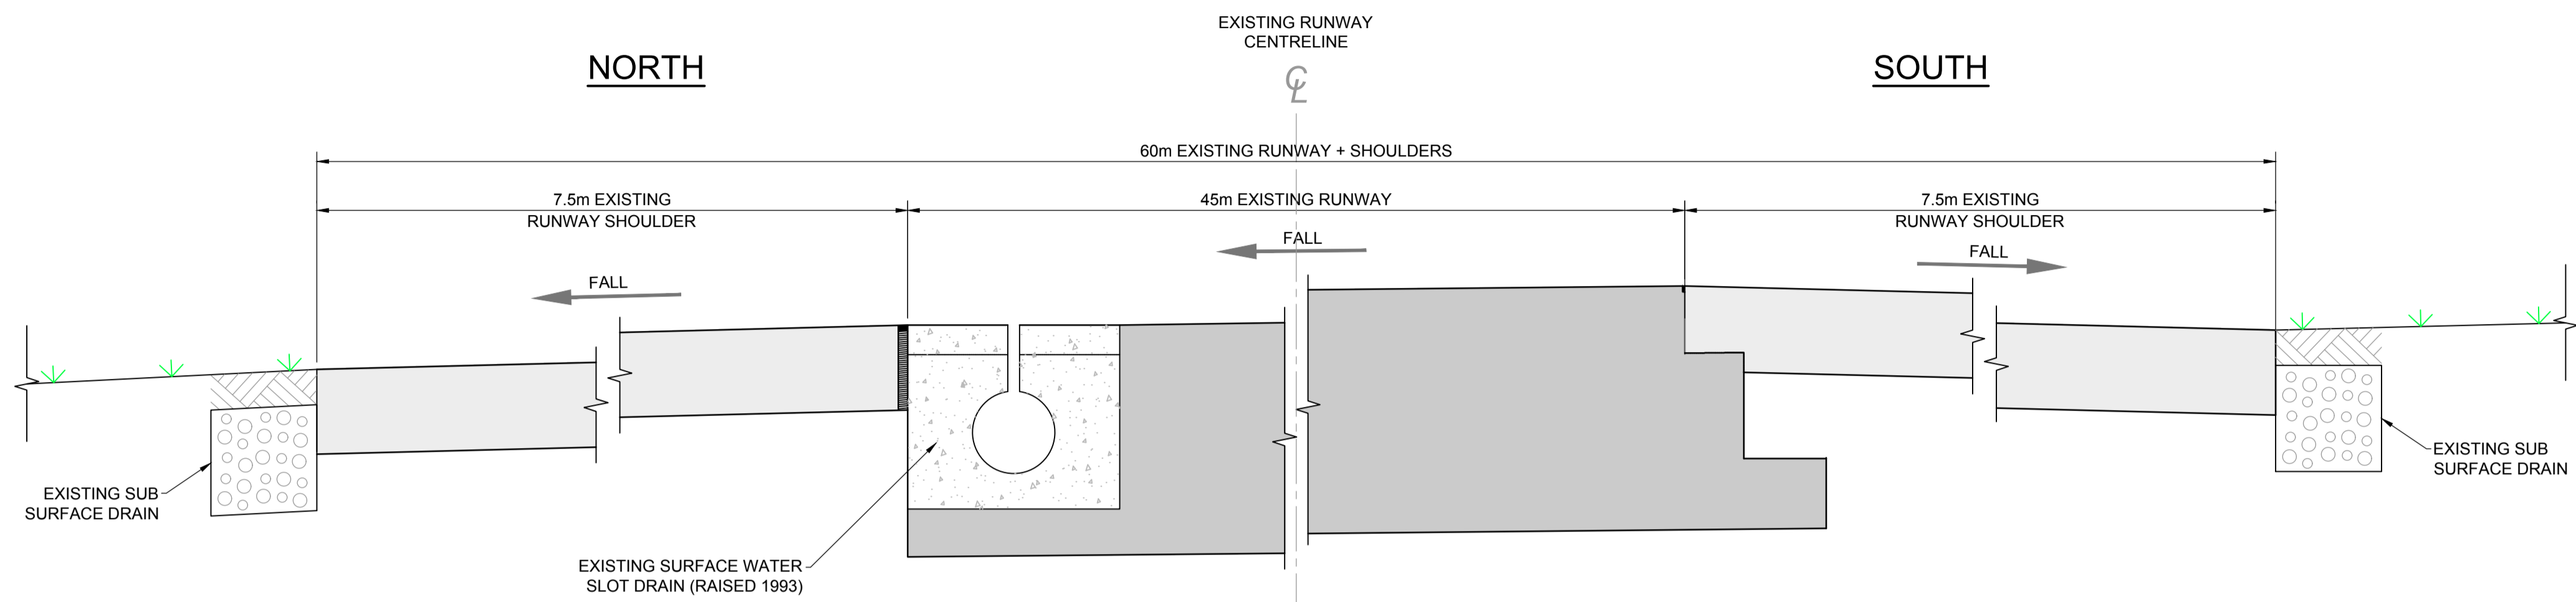 EXISTING RUNWAY
CENTRELINE
℄
NORTH
SOUTH
60m EXISTING RUNWAY + SHOULDERS
7.5m EXISTING
RUNWAY SHOULDER
45m EXISTING RUNWAY
7.5m EXISTING
RUNWAY SHOULDER
FALL
FALL
FALL
EXISTING SUB
SURFACE DRAIN
EXISTING SURFACE WATER
SLOT DRAIN (RAISED 1993)
EXISTING SUB
SURFACE DRAIN